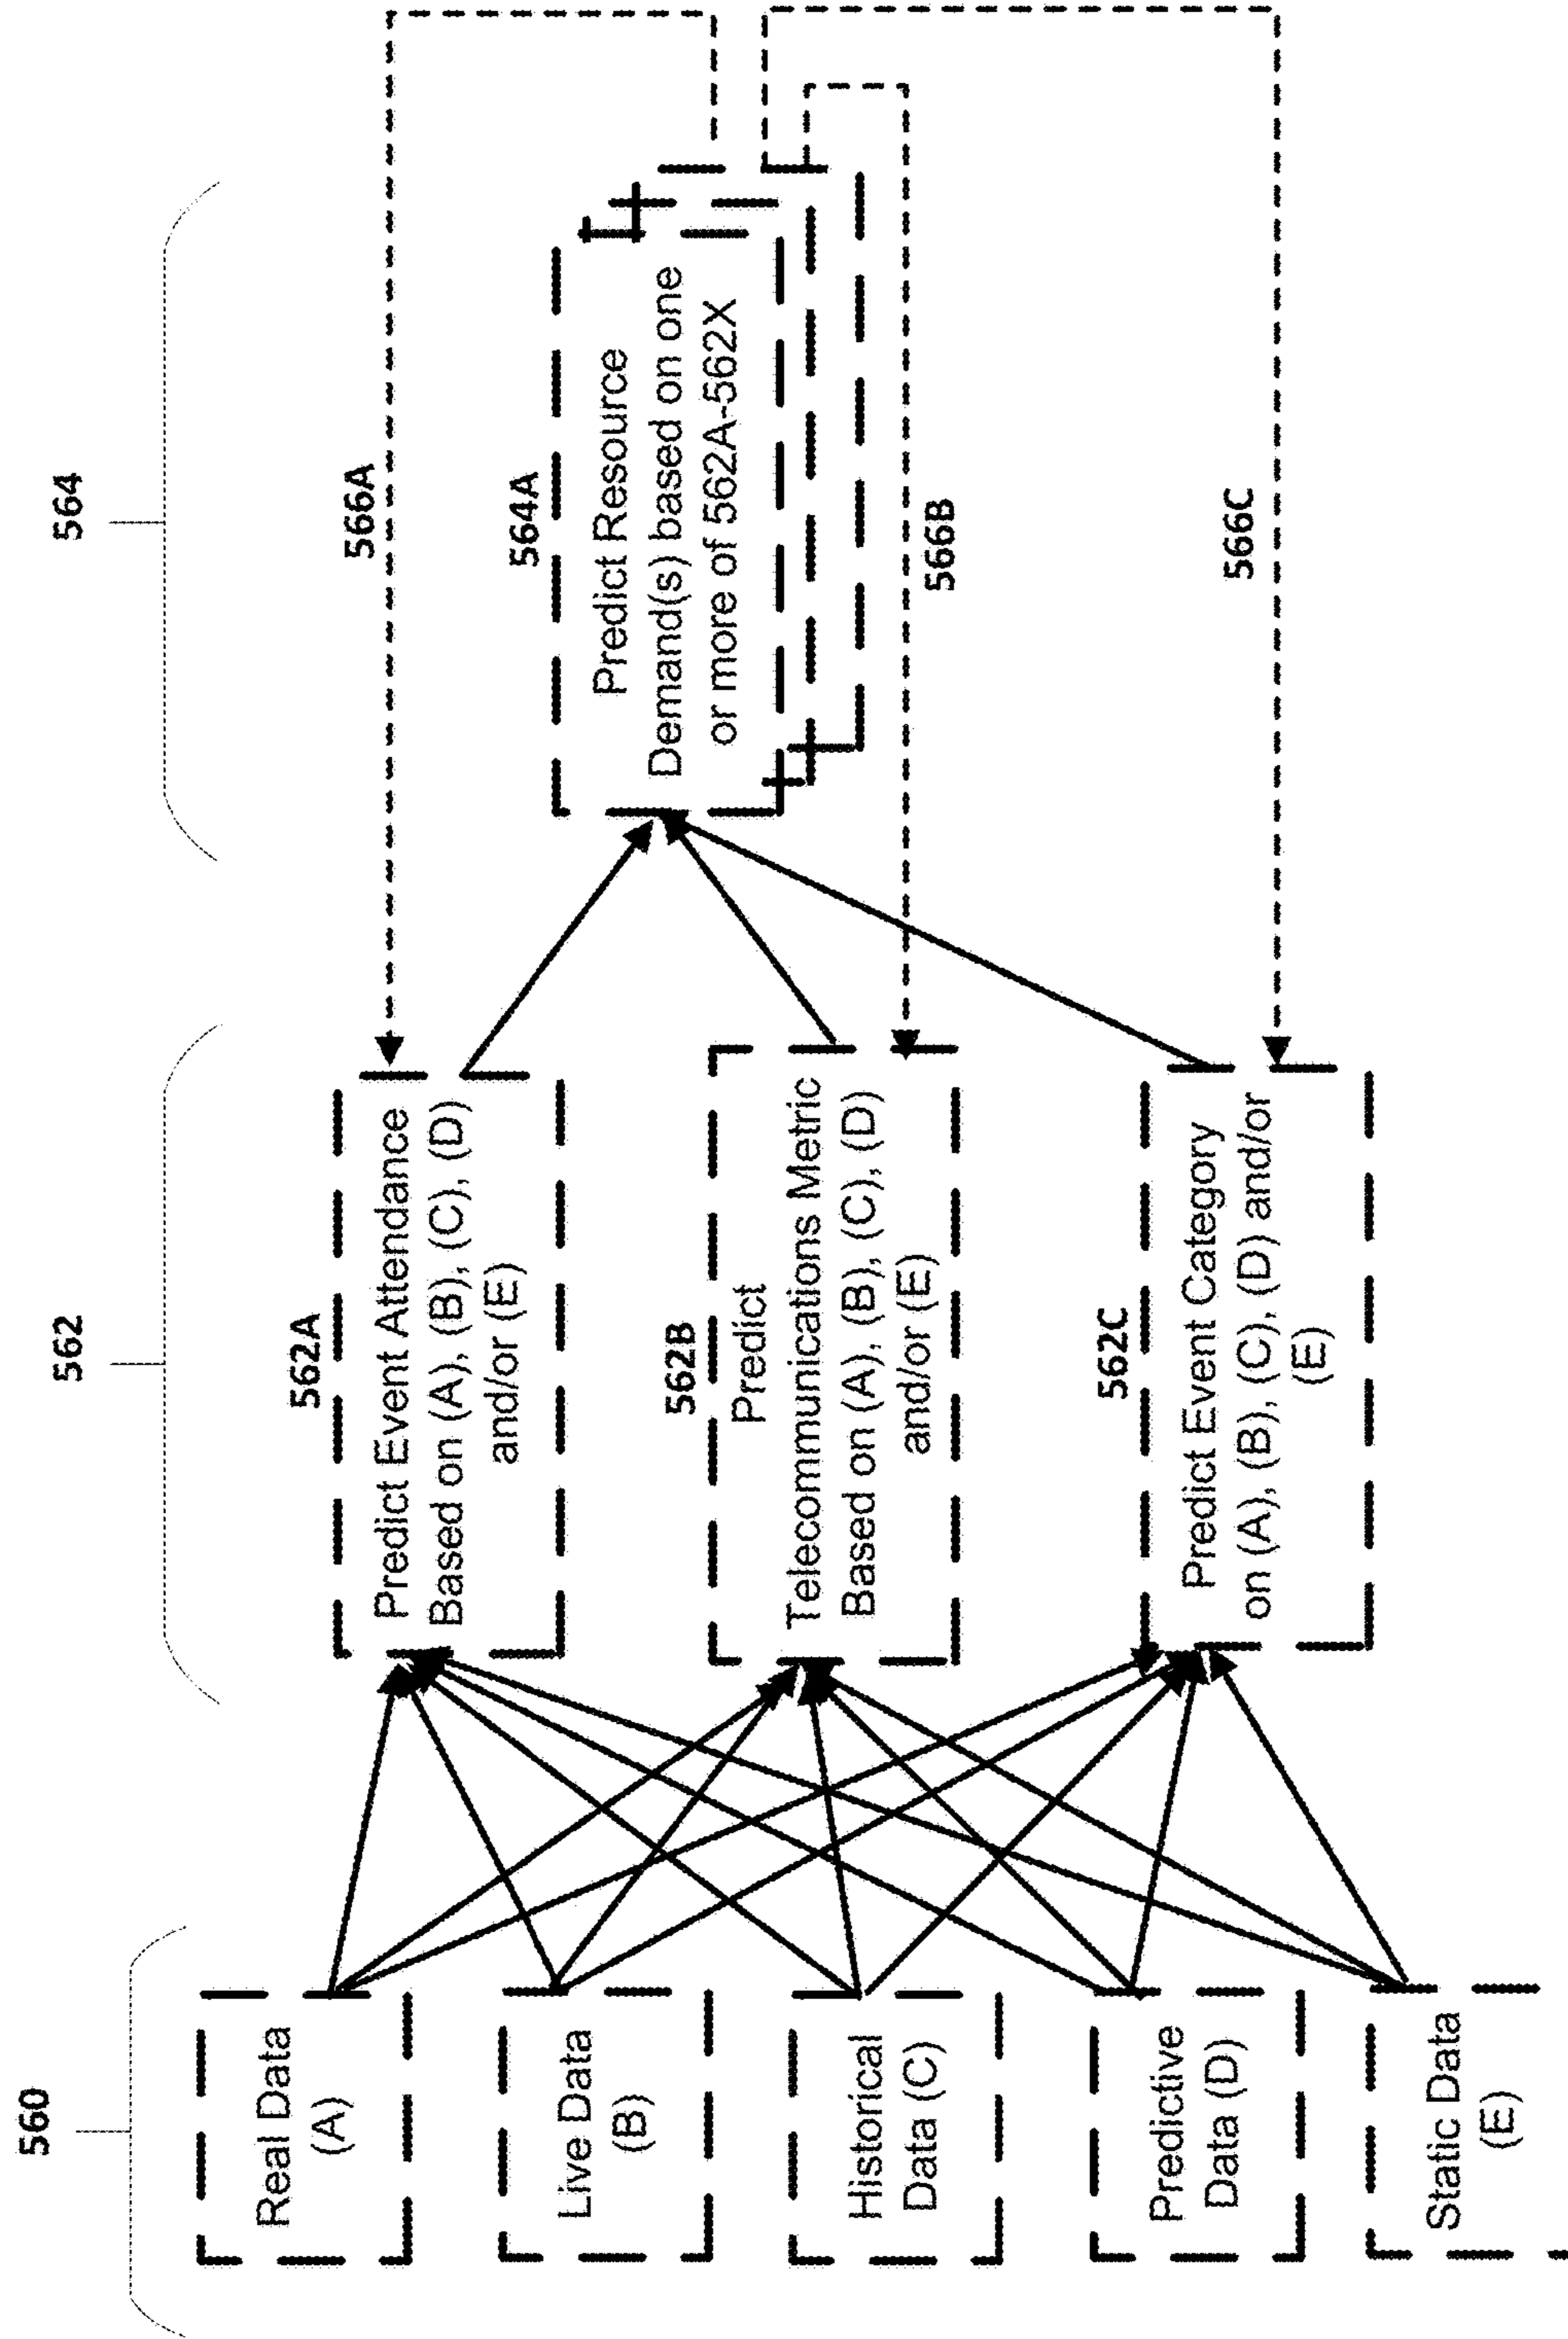 560
Real Data
(A)
Live Data
(B)
Historical
Data (C)
Predictive
Data (D)
Static Data
(E)
562
562A
Predict Event Attendance
Based on (A), (B), (C), (D)
and/or (E)
562B
Predict
Telecommunications Metric
Based on (A), (B), (C), (D)
and/or (E)
562C
Predict Event Category
on (A), (B), (C), (D) and/or
(E)
564
566A
564A
Predict Resource
Demand(s) based on one
or more of 562A-562X
566B
566C